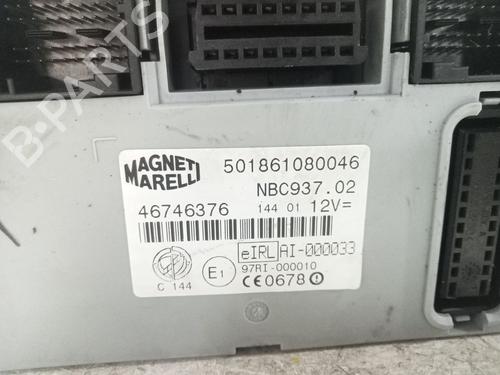 B-PARTS
MAGNETI MARELLI
501861080046
NBC937.02
46746376
144 01 12V=
eIRL AI-000033
E1
97RI-000010
C 144
CE0678